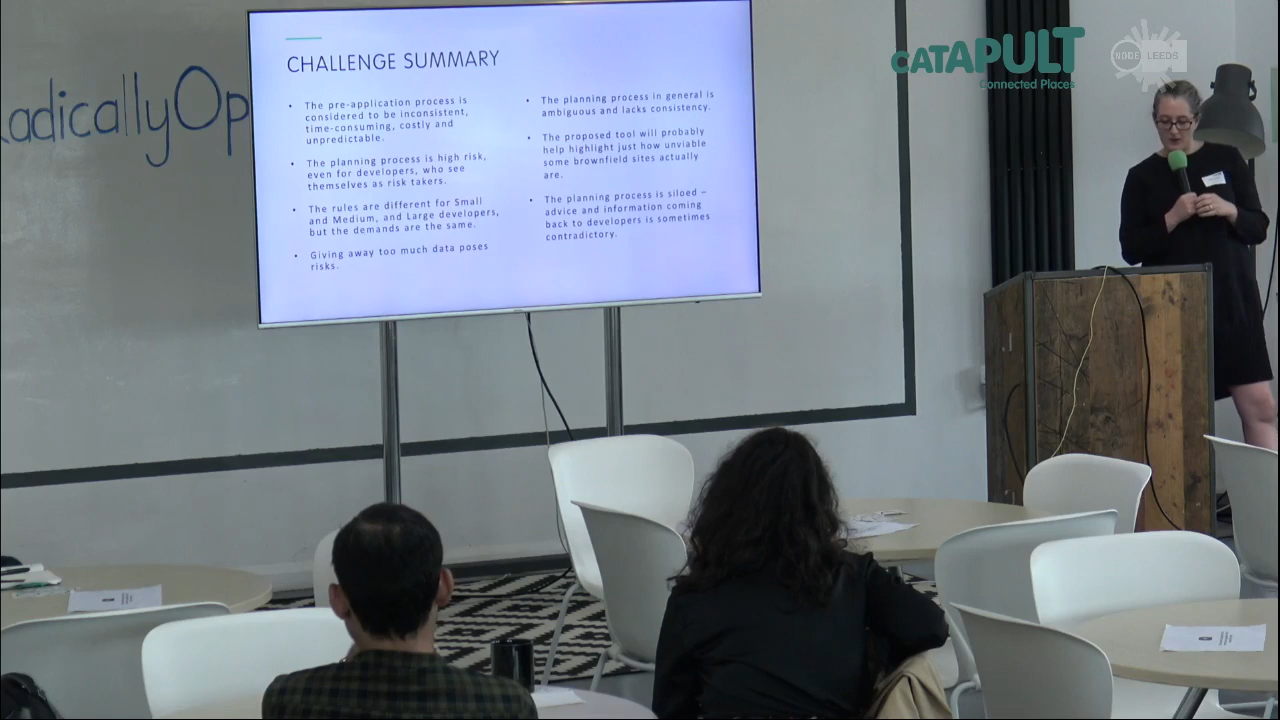 RadicallyOp
CHALLENGE SUMMARY
• The pre-application process is
considered to be inconsistent,
time-consuming, costly and
unpredictable.
• The planning process is high risk,
even for developers, who see
themselves as risk takers.
• The rules are different for Small
and Medium, and Large developers,
but the demands are the same.
• Giving away too much data poses
risks.
• The planning process in general is
ambiguous and lacks consistency.
• The proposed tool will probably
help highlight just how unviable
some brownfield sites actually
are.
• The planning process is siloed –
advice and information coming
back to developers is sometimes
contradictory.
CATAPULT
Connected Places
NODE LEEDS